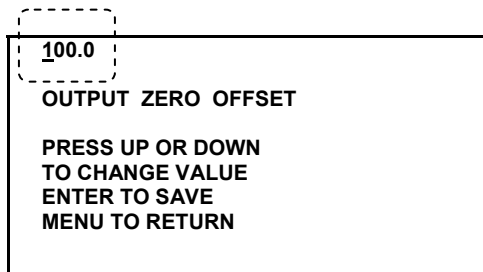 100.0
OUTPUT ZERO OFFSET
PRESS UP OR DOWN
TO CHANGE VALUE
ENTER TO SAVE
MENU TO RETURN